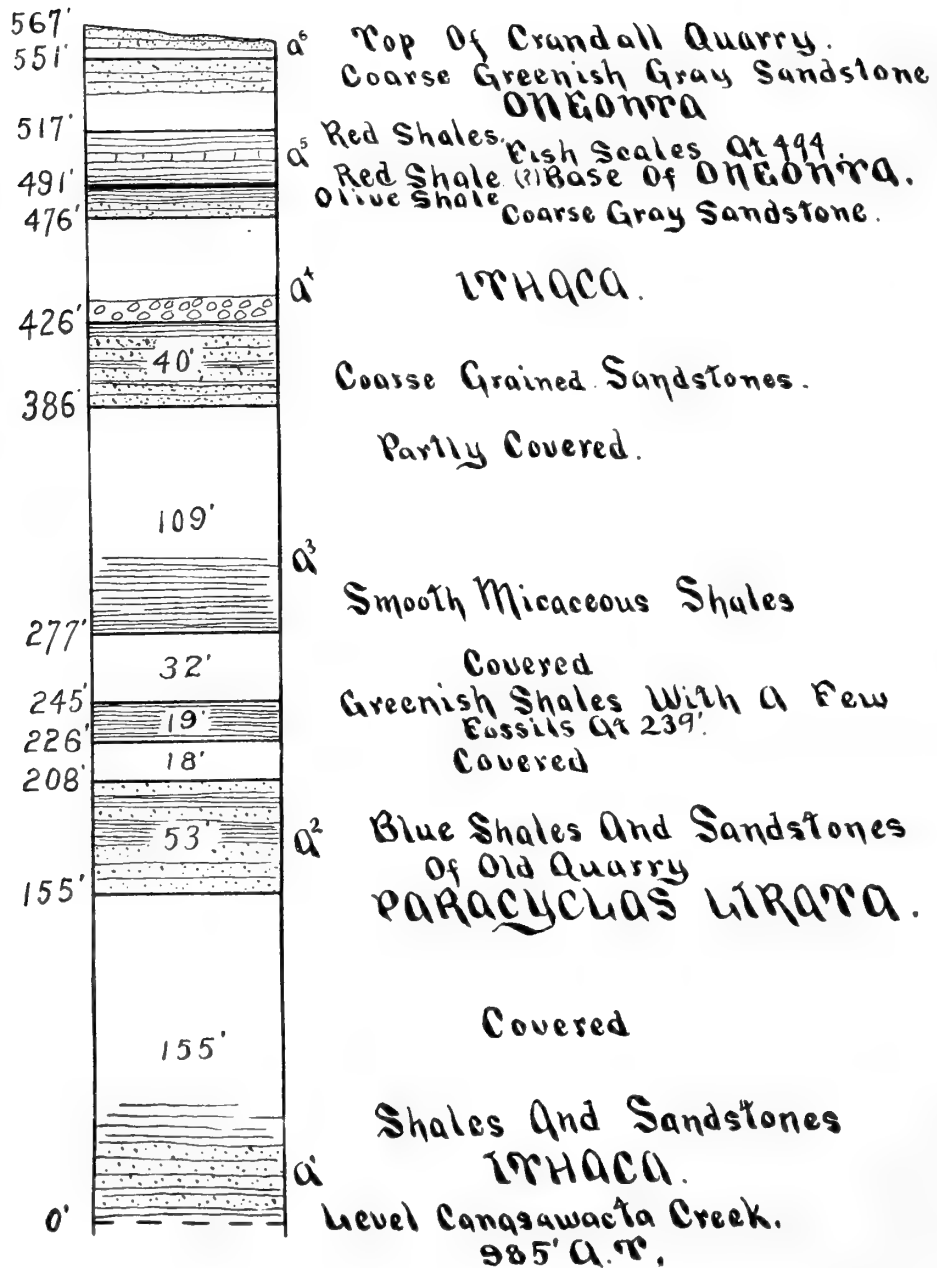 567'
a⁶ Top Of Crandall Quarry.
551'
Coarse Greenish Gray Sandstone
ONEONTA
517'
Red Shales. Fish Scales At 494.
a⁵
491'
Red Shale (?) Base Of ONEONTA.
Olive Shale
476'
Coarse Gray Sandstone.
a⁴ ITHACA.
426'
40'
Coarse Grained Sandstones.
386'
Partly Covered.
109'
a³
Smooth Micaceous Shales
277'
32'
Covered
245'
Greenish Shales With A Few
19'
Fossils At 239'.
226'
18'
Covered
208'
53'
a² Blue Shales And Sandstones
Of Old Quarry
155'
PARACYCLAS LIRATA.
Covered
155'
Shales And Sandstones
a¹ ITHACA.
0'
Level Canasawacta Creek.
985' A.T.